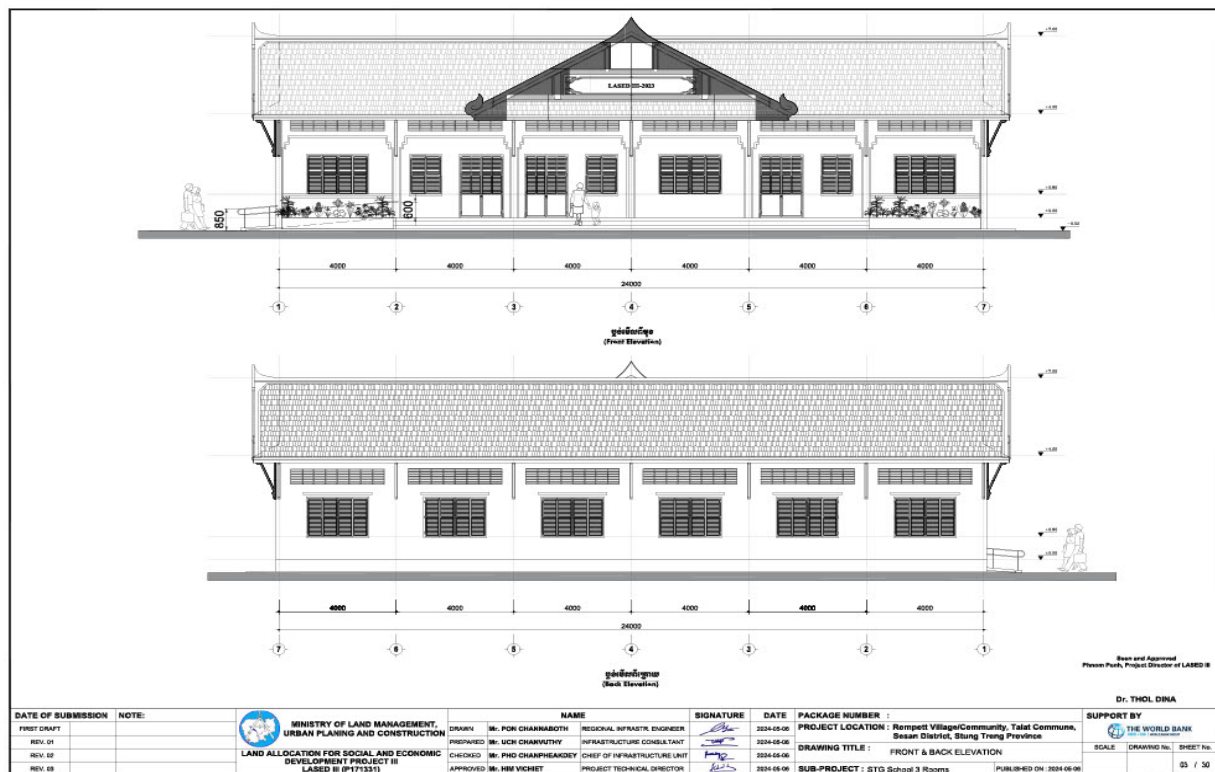 LASED III-2023
850
600
4000 4000 4000 4000 4000 4000
24000
1 2 3 4 5 6 7
(Front Elevation)
4000 4000 4000 4000 4000 4000
24000
7 6 5 4 3 2 1
(Back Elevation)
Seen and Approved
Phnom Penh, Project Director of LASED III
Dr. THOL DINA
DATE OF SUBMISSION NOTE:
FIRST DRAFT
REV. 01
REV. 02
REV. 03
MINISTRY OF LAND MANAGEMENT,
URBAN PLANING AND CONSTRUCTION
LAND ALLOCATION FOR SOCIAL AND ECONOMIC
DEVELOPMENT PROJECT III
LASED III (P171331)
NAME SIGNATURE DATE
DRAWN Mr. PON CHANNABOTH REGIONAL INFRASTR. ENGINEER 2024-05-06
PREPARED Mr. UCH CHANVUTHY INFRASTRUCTURE CONSULTANT 2024-05-06
CHECKED Mr. PHO CHANPHEAKDEY CHIEF OF INFRASTRUCTURE UNIT 2024-05-06
APPROVED Mr. HIM VICHIET PROJECT TECHNICAL DIRECTOR 2024-05-06
PACKAGE NUMBER :
PROJECT LOCATION : Rempett Village/Community, Talat Commune,
Sesan District, Stung Treng Province
DRAWING TITLE : FRONT & BACK ELEVATION
SUB-PROJECT : STG School 3 Rooms PUBLISHED ON :2024-05-06
SUPPORT BY
THE WORLD BANK
SCALE DRAWING No. SHEET No.
03 / 30